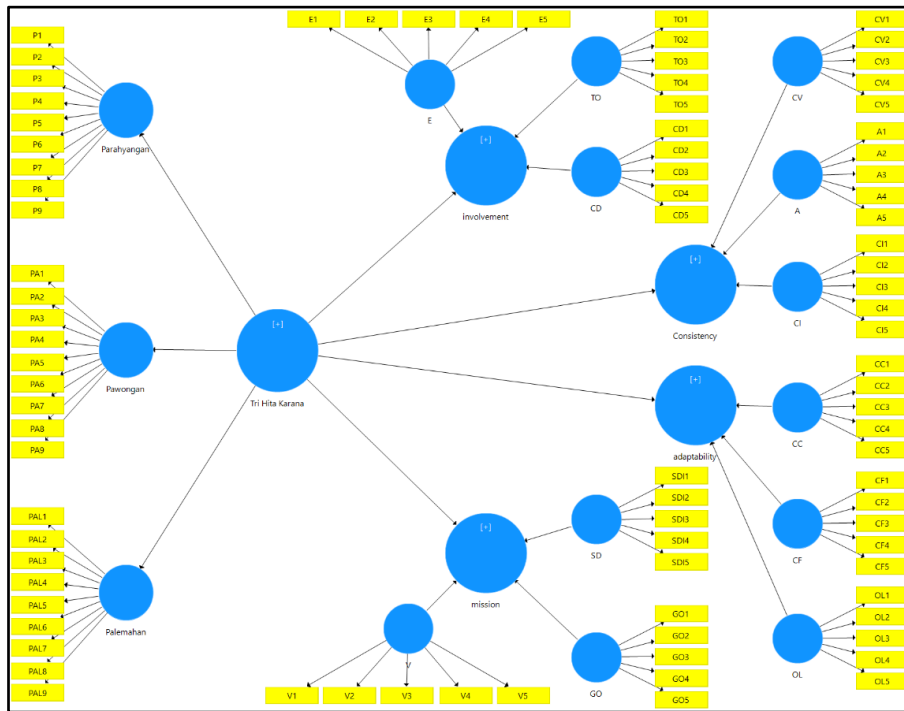 P1
P2
P3
P4
P5
P6
P7
P8
P9
Parahyangan
PA1
PA2
PA3
PA4
PA5
PA6
PA7
PA8
PA9
Pawongan
PAL1
PAL2
PAL3
PAL4
PAL5
PAL6
PAL7
PAL8
PAL9
Palemahan
[+]
Tri Hita Karana
E1
E2
E3
E4
E5
E
[+]
involvement
TO
TO1
TO2
TO3
TO4
TO5
CD
CD1
CD2
CD3
CD4
CD5
[+]
Consistency
CV
CV1
CV2
CV3
CV4
CV5
A
A1
A2
A3
A4
A5
CI
CI1
CI2
CI3
CI4
CI5
[+]
adaptability
CC
CC1
CC2
CC3
CC4
CC5
CF
CF1
CF2
CF3
CF4
CF5
OL
OL1
OL2
OL3
OL4
OL5
[+]
mission
SD
SDI1
SDI2
SDI3
SDI4
SDI5
GO
GO1
GO2
GO3
GO4
GO5
V
V1
V2
V3
V4
V5